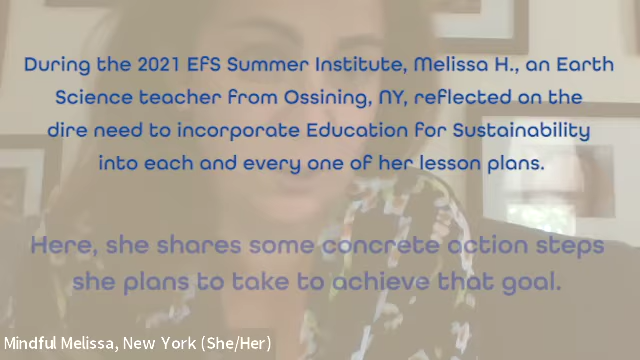 During the 2021 EfS Summer Institute, Melissa H., an Earth
Science teacher from Ossining, NY, reflected on the
dire need to incorporate Education for Sustainability
into each and every one of her lesson plans.
Here, she shares some concrete action steps
she plans to take to achieve that goal.
Mindful Melissa, New York (She/Her)